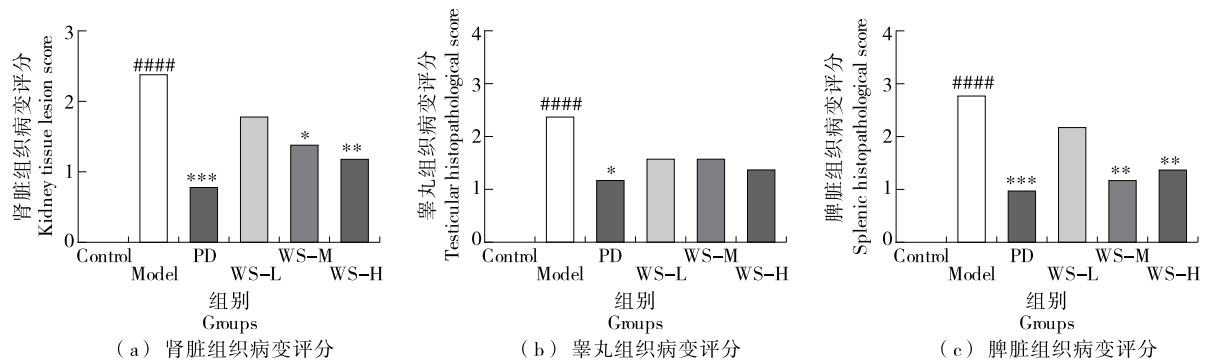 肾脏组织病变评分
Kidney tissue lesion score
3
2
1
0
####
***
*
**
Control
Model
PD
WS-L
WS-M
WS-H
组别
Groups
(a) 肾脏组织病变评分
睾丸组织病变评分
Testicular histopathological score
4
3
2
1
0
####
*
Control
Model
PD
WS-L
WS-M
WS-H
组别
Groups
(b) 睾丸组织病变评分
脾脏组织病变评分
Splenic histopathological score
4
3
2
1
0
####
***
**
**
Control
Model
PD
WS-L
WS-M
WS-H
组别
Groups
(c) 脾脏组织病变评分